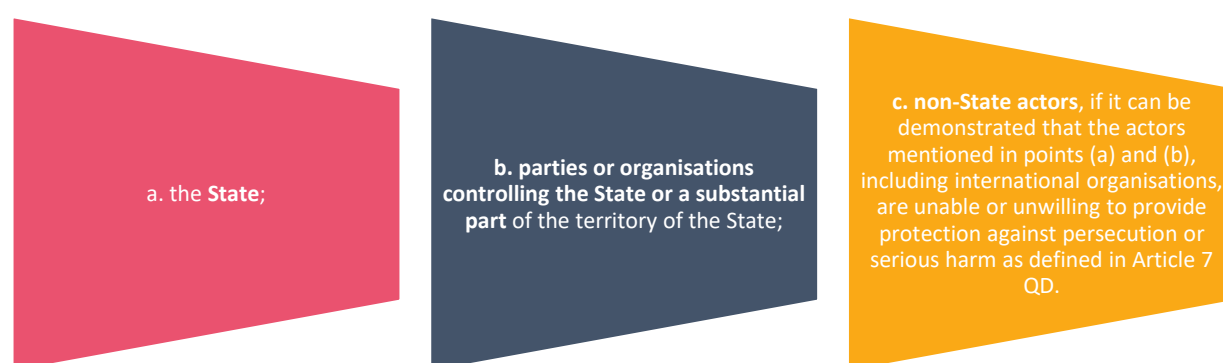 a. the State;
b. parties or organisations
controlling the State or a substantial
part of the territory of the State;
c. non-State actors, if it can be
demonstrated that the actors
mentioned in points (a) and (b),
including international organisations,
are unable or unwilling to provide
protection against persecution or
serious harm as defined in Article 7
QD.